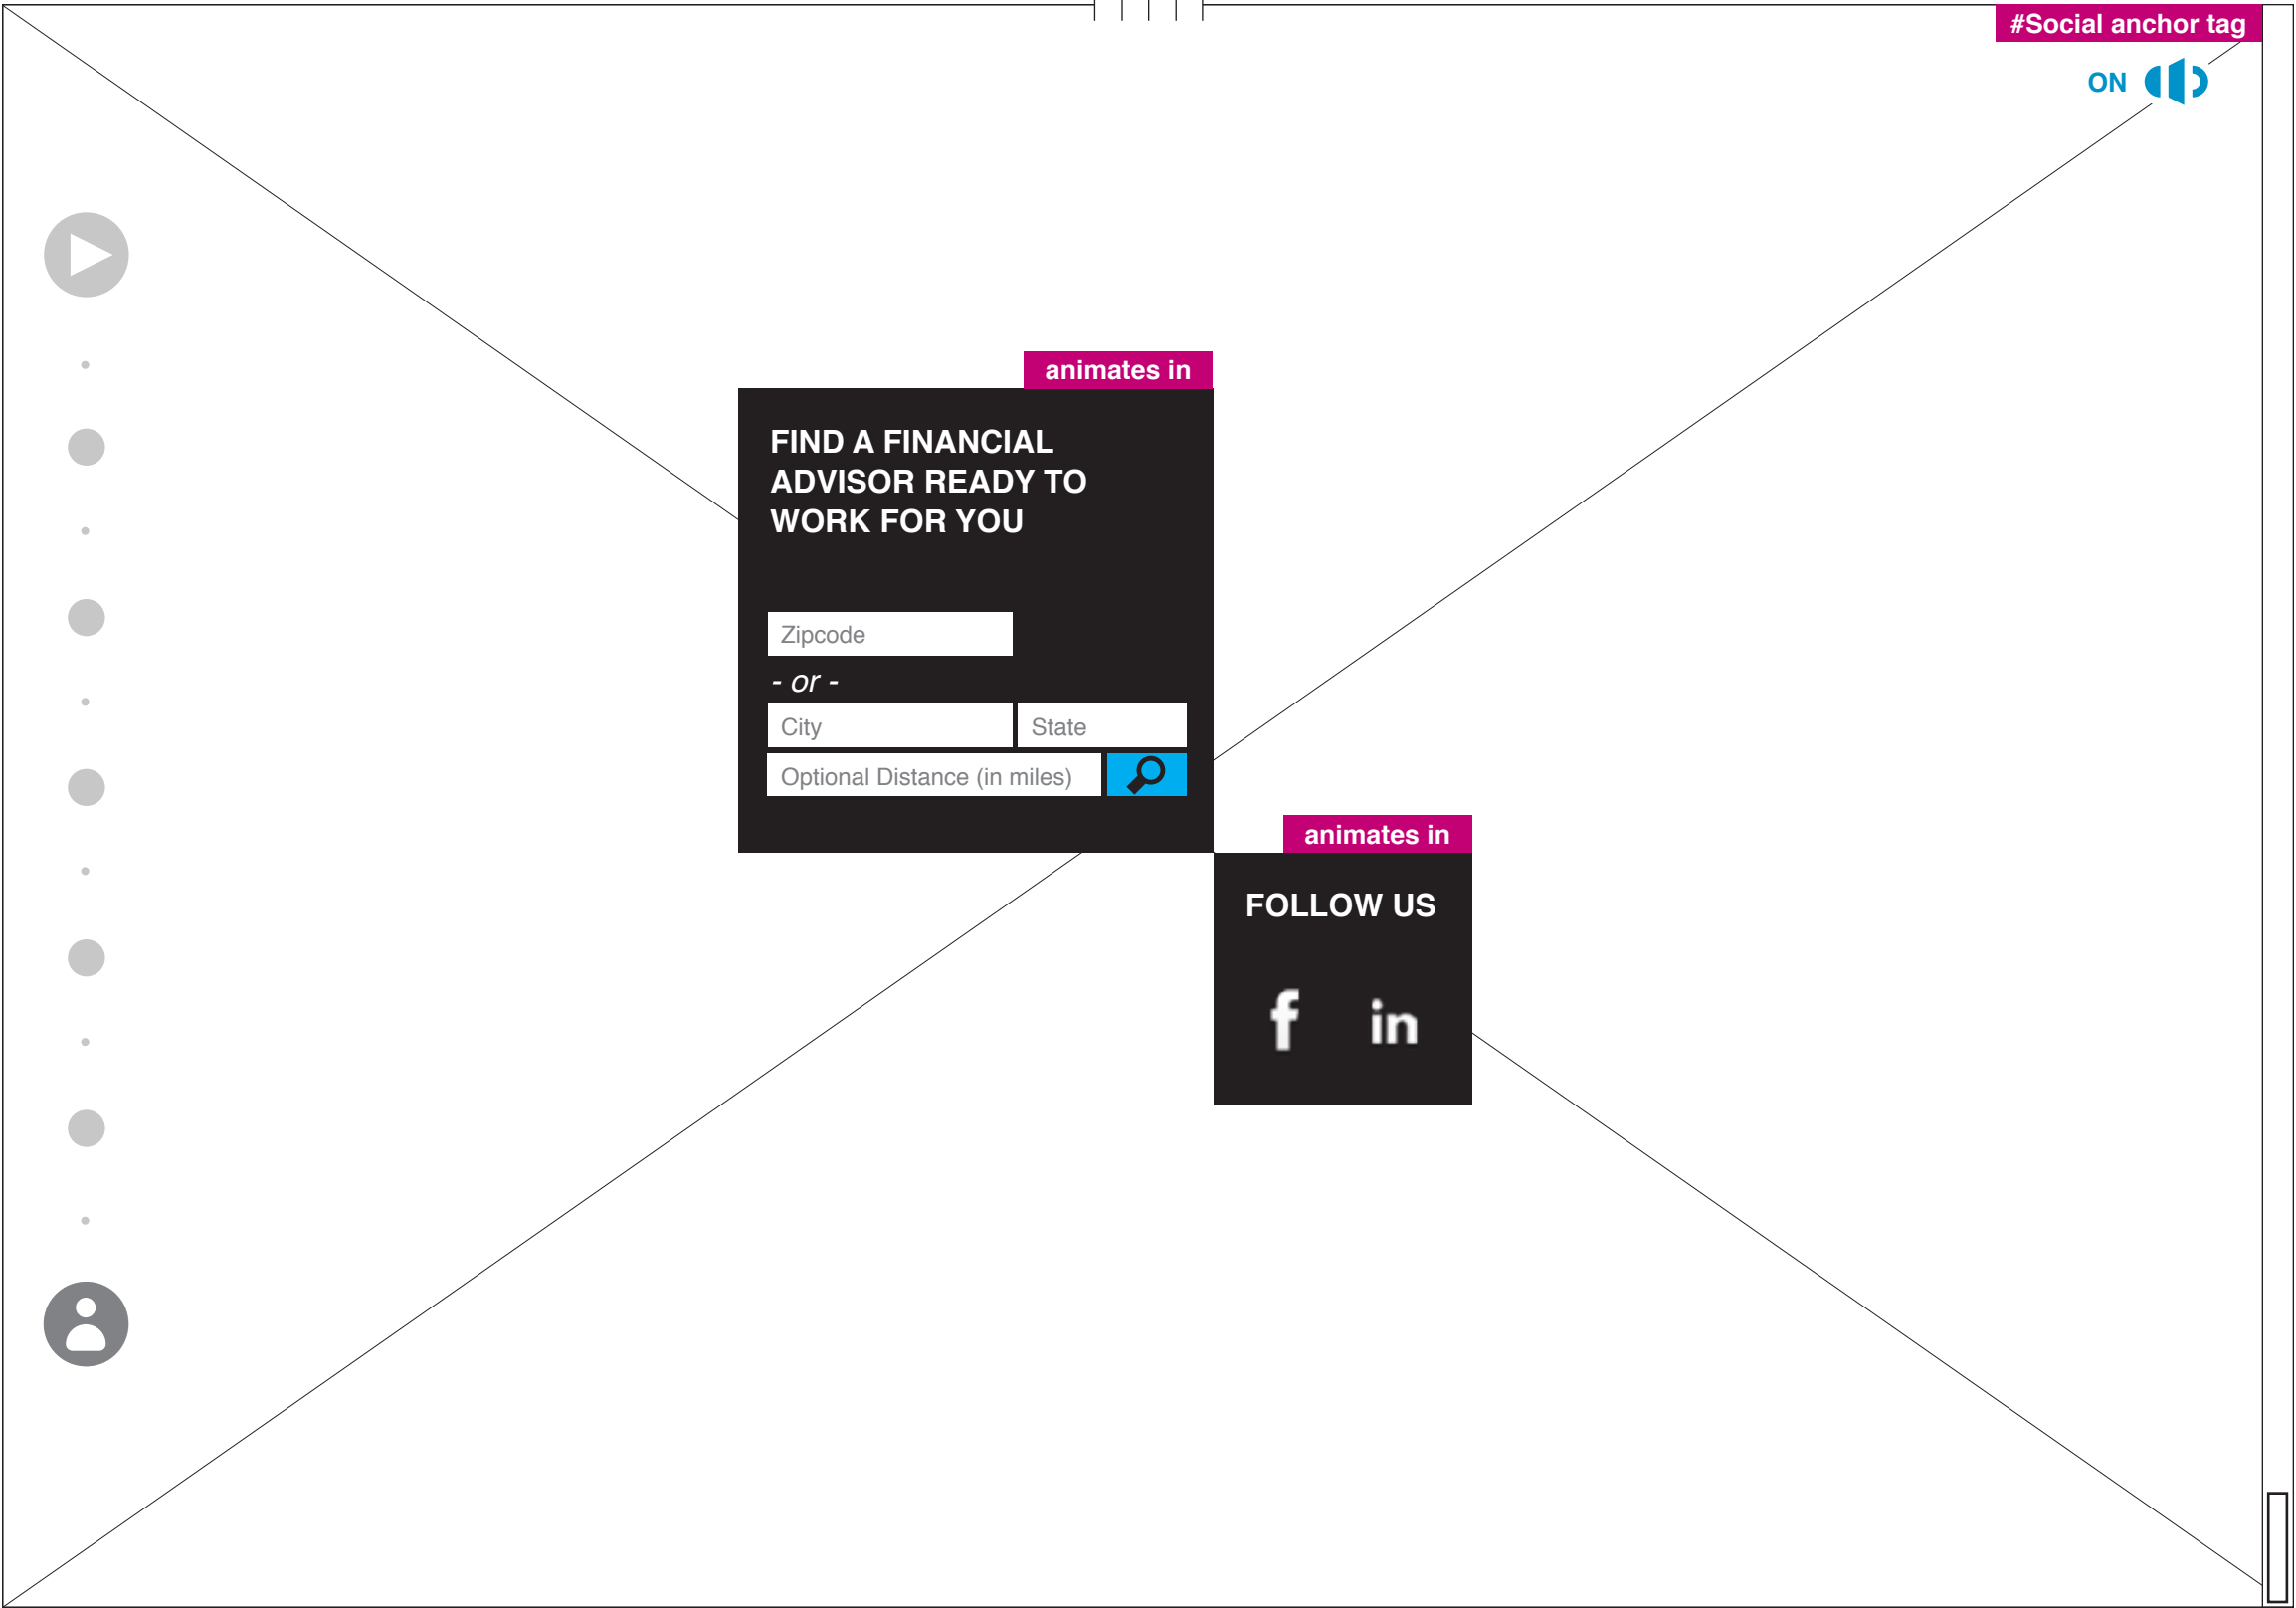 #Social anchor tag
ON
animates in
FIND A FINANCIAL
ADVISOR READY TO
WORK FOR YOU
Zipcode
- or -
City State
Optional Distance (in miles)
animates in
FOLLOW US
f in